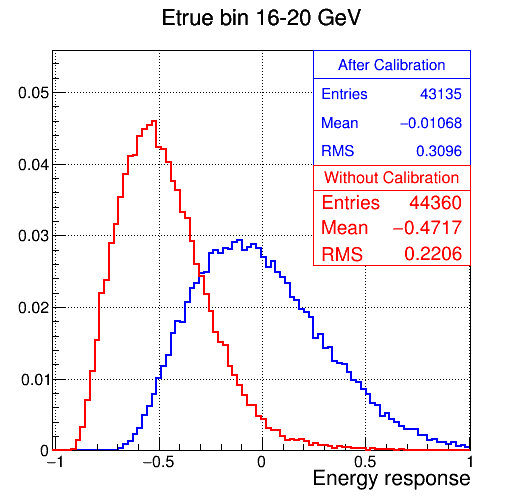 Etrue bin 16-20 GeV
After Calibration
Entries 43135
Mean −0.01068
RMS 0.3096
Without Calibration
Entries 44360
Mean −0.4717
RMS 0.2206
0.05
0.04
0.03
0.02
0.01
0
−1 −0.5 0 0.5 1
Energy response